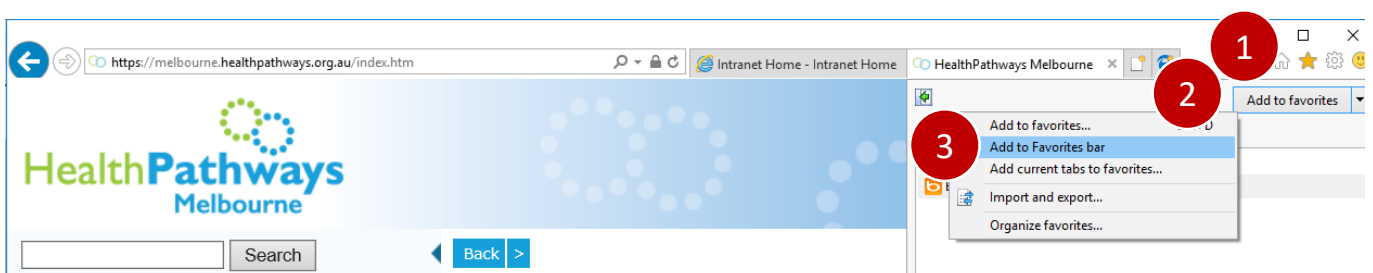 1
https://melbourne.healthpathways.org.au/index.htm
Intranet Home - Intranet Home
HealthPathways Melbourne
2
Add to favorites
Add to favorites...
D
3
Add to Favorites bar
HealthPathways
Melbourne
Add current tabs to favorites...
Import and export...
Organize favorites...
Search
Back >